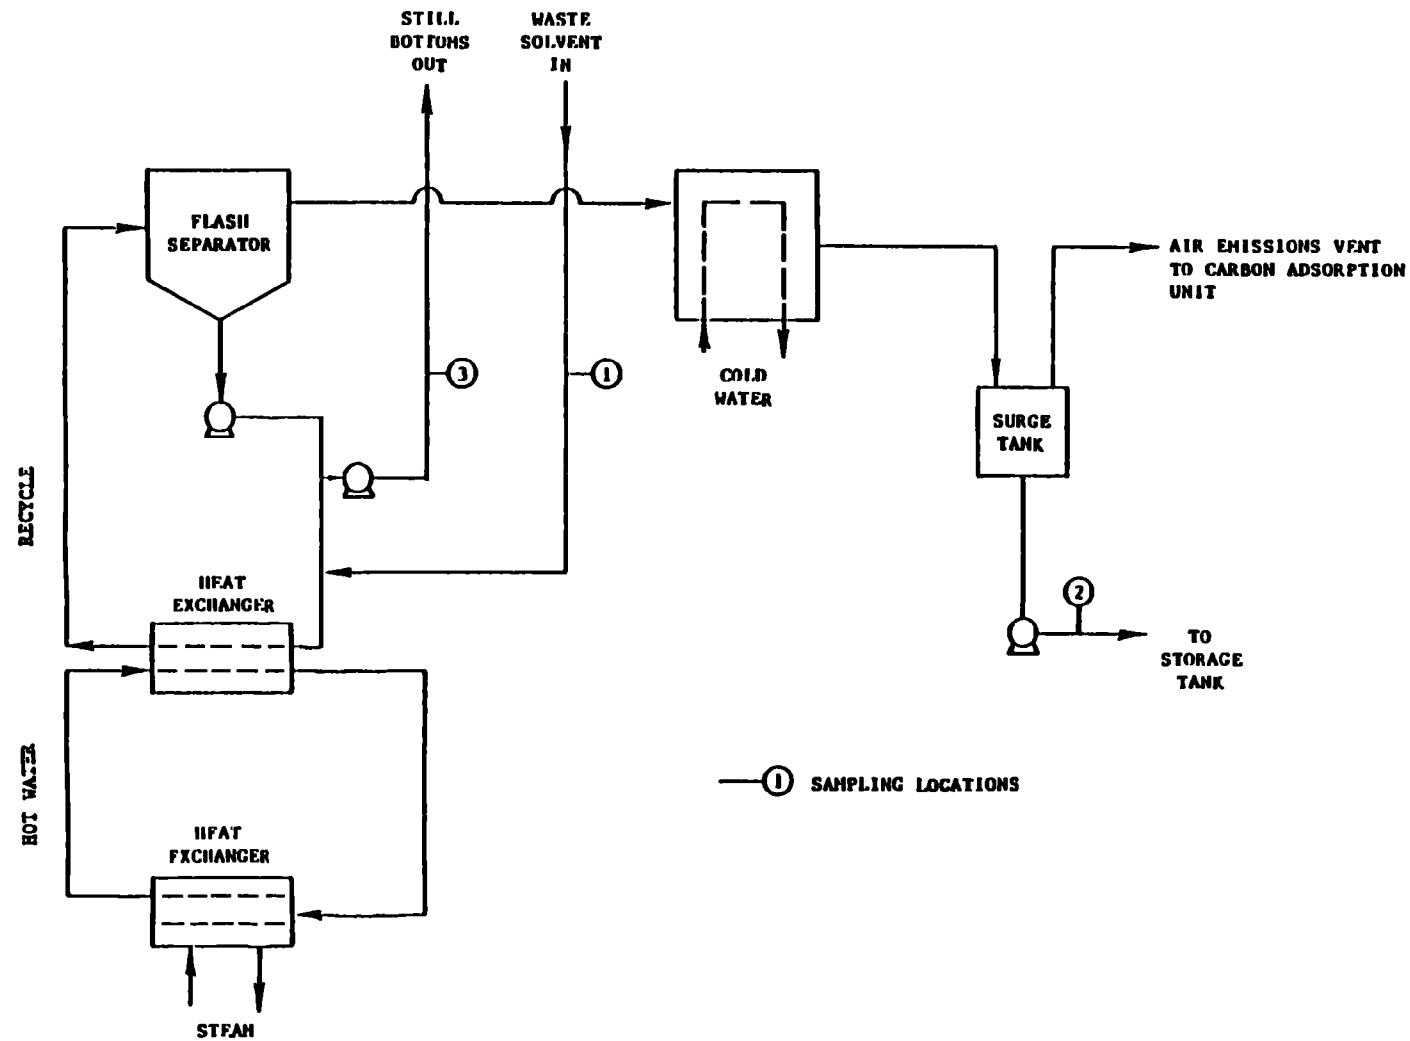 STILL
BOTTOMS
OUT
WASTE
SOLVENT
IN
FLASH
SEPARATOR
AIR EMISSIONS VENT
TO CARBON ADSORPTION
UNIT
3
1
COLD
WATER
SURGE
TANK
RECYCLE
HEAT
EXCHANGER
2
TO
STORAGE
TANK
HOT WATER
1 SAMPLING LOCATIONS
HEAT
EXCHANGER
STEAM